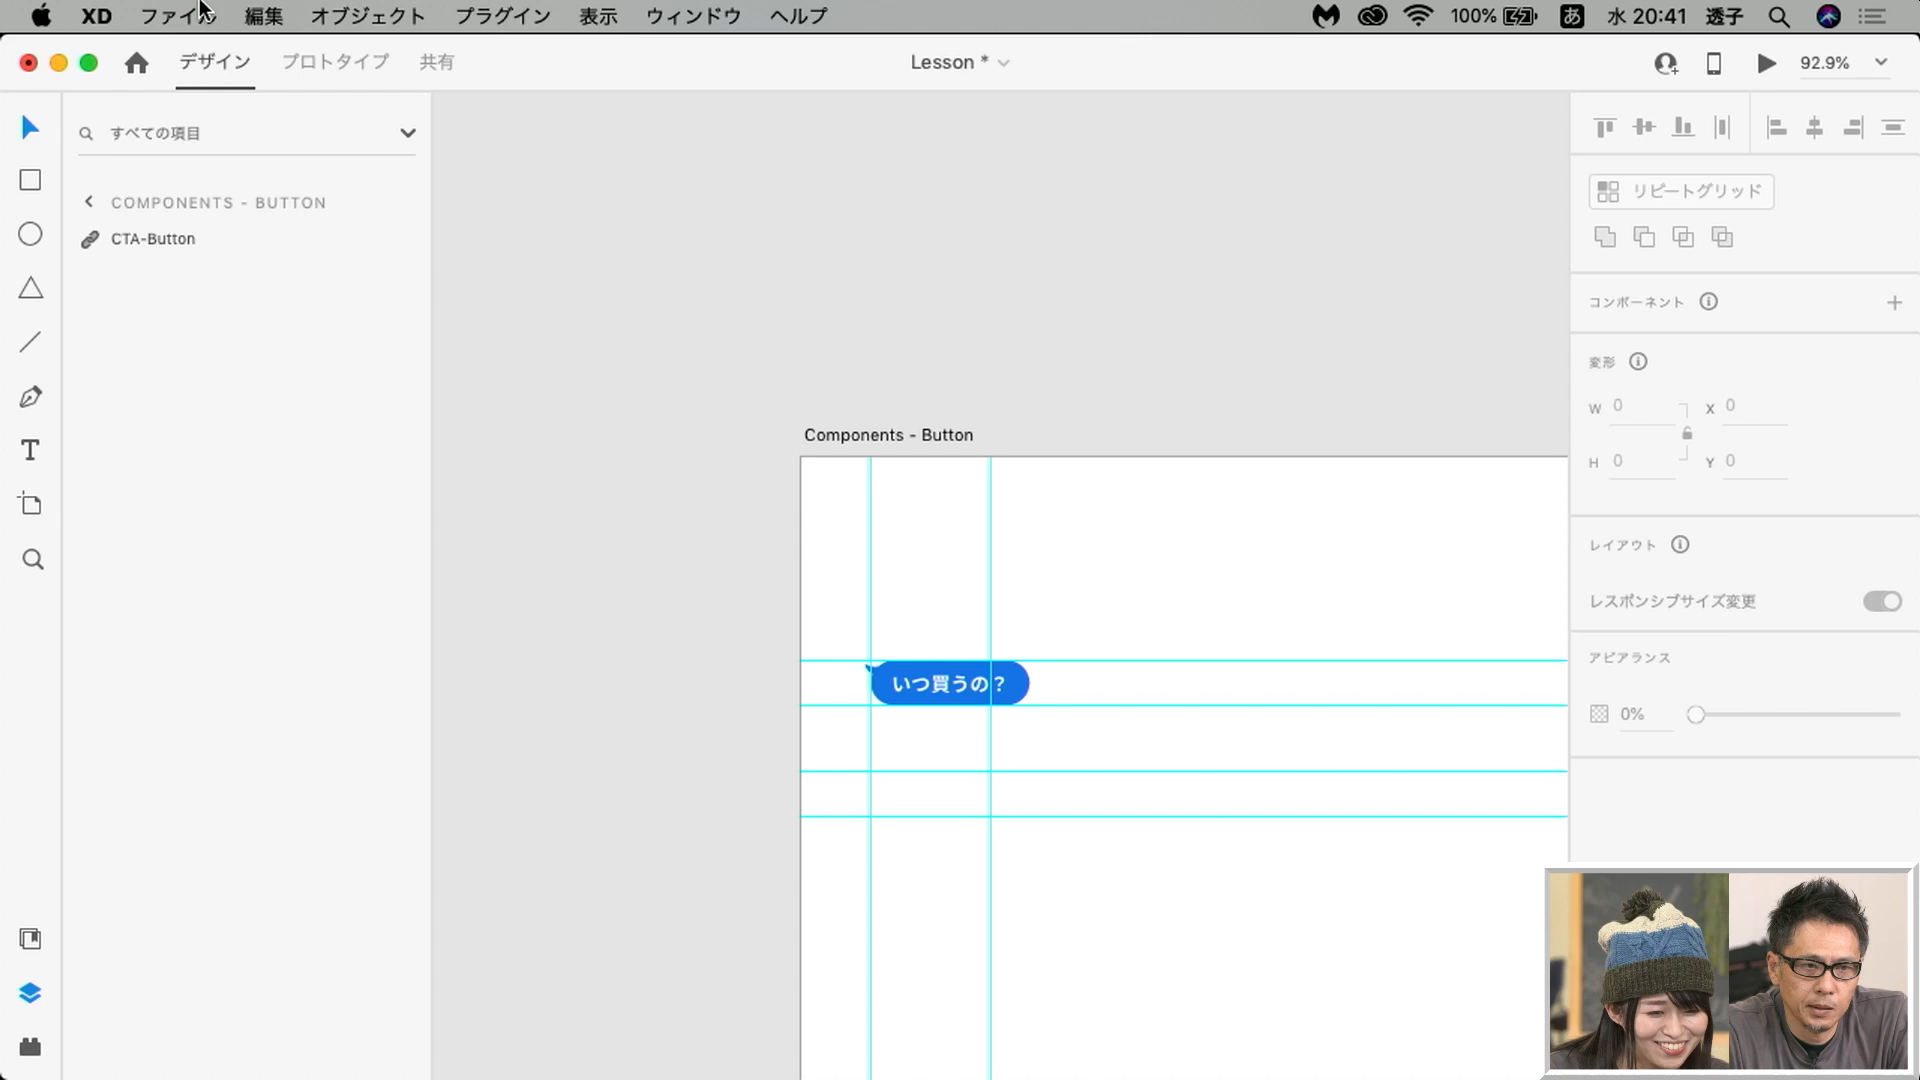 XD ファイル 編集 オブジェクト プラグイン 表示 ウィンドウ ヘルプ 100% あ 水 20:41 透子
デザイン プロトタイプ 共有 Lesson * 92.9%
すべての項目
COMPONENTS - BUTTON
CTA-Button
Components - Button
いつ買うの？
リピートグリッド
コンポーネント
変形
W 0 X 0
H 0 Y 0
レイアウト
レスポンシブサイズ変更
アピアランス
0%